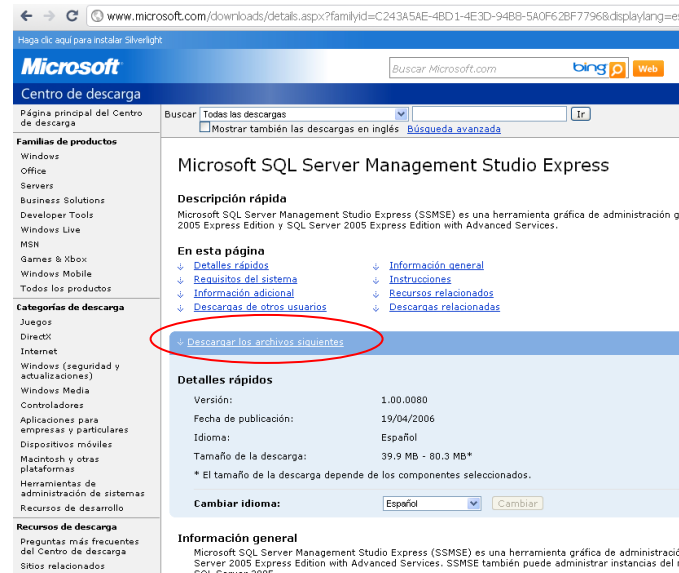 www.microsoft.com/downloads/details.aspx?familyid=C243A5AE-4BD1-4E3D-94B8-5A0F62BF7796&displaylang=es
Haga clic aquí para instalar Silverlight
Microsoft
Buscar Microsoft.com
bing
Web
Centro de descarga
Página principal del Centro
de descarga
Buscar
Todas las descargas
Ir
Mostrar también las descargas en inglés
Búsqueda avanzada
Familias de productos
Windows
Office
Servers
Business Solutions
Developer Tools
Windows Live
MSN
Games & Xbox
Windows Mobile
Todos los productos
Categorías de descarga
Juegos
DirectX
Internet
Windows (seguridad y
actualizaciones)
Windows Media
Controladores
Aplicaciones para
empresas y particulares
Dispositivos móviles
Macintosh y otras
plataformas
Herramientas de
administración de sistemas
Recursos de desarrollo
Recursos de descarga
Preguntas más frecuentes
del Centro de descarga
Sitios relacionados
Microsoft SQL Server Management Studio Express
Descripción rápida
Microsoft SQL Server Management Studio Express (SSMSE) es una herramienta gráfica de administración g
2005 Express Edition y SQL Server 2005 Express Edition with Advanced Services.
En esta página
Detalles rápidos
Información general
Requisitos del sistema
Instrucciones
Información adicional
Recursos relacionados
Descargas de otros usuarios
Descargas relacionadas
Descargar los archivos siguientes
Detalles rápidos
Versión: 1.00.0080
Fecha de publicación: 19/04/2006
Idioma: Español
Tamaño de la descarga: 39.9 MB - 80.3 MB*
* El tamaño de la descarga depende de los componentes seleccionados.
Cambiar idioma: Español Cambiar
Información general
Microsoft SQL Server Management Studio Express (SSMSE) es una herramienta gráfica de administració
Server 2005 Express Edition with Advanced Services. SSMSE también puede administrar instancias del
SQL Server 2005